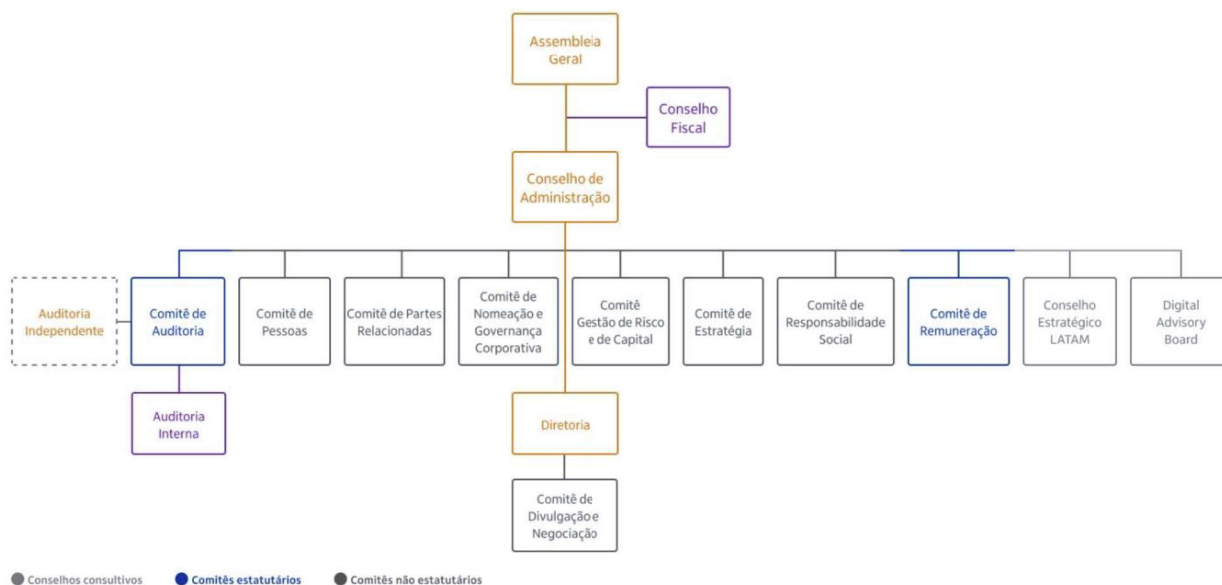 Assembleia
Geral
Conselho
Fiscal
Conselho de
Administração
Auditoria
Independente
Comitê de
Auditoria
Comitê de
Pessoas
Comitê de Partes
Relacionadas
Comitê de
Nomeação e
Governança
Corporativa
Comitê
Gestão de Risco
e de Capital
Comitê de
Estratégia
Comitê de
Responsabilidade
Social
Comitê de
Remuneração
Conselho
Estratégico
LATAM
Digital
Advisory
Board
Auditoria
Interna
Diretoria
Comitê de
Divulgação e
Negociação
Conselhos consultivos
Comitês estatutários
Comitês não estatutários